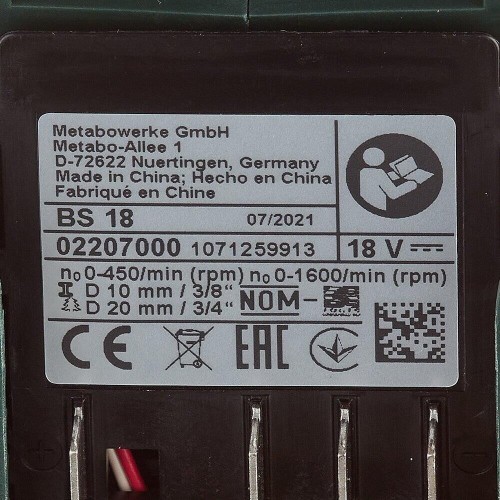 Metabowerke GmbH
Metabo-Allee 1
D-72622 Nuertingen, Germany
Made in China; Hecho en China
Fabriqué en Chine
BS 18 07/2021
02207000 1071259913 18 V
n₀ 0-450/min (rpm) n₀ 0-1600/min (rpm)
D 10 mm / 3/8“ NOM-
D 20 mm / 3/4“
CE EAC